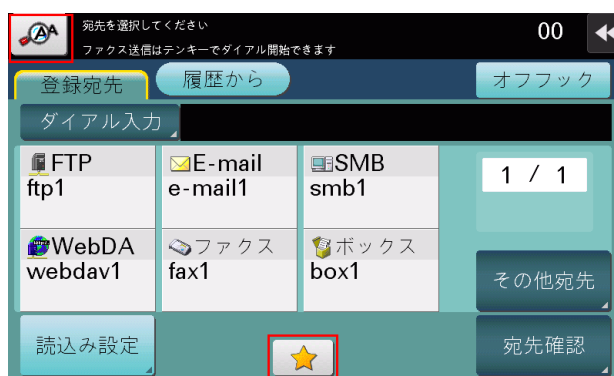 宛先を選択してください
ファクス送信はテンキーでダイアル開始できます
00
登録宛先
履歴から
オフフック
ダイアル入力
FTP
ftp1
E-mail
e-mail1
SMB
smb1
1 / 1
WebDA
webdav1
ファクス
fax1
ボックス
box1
その他宛先
読込み設定
宛先確認